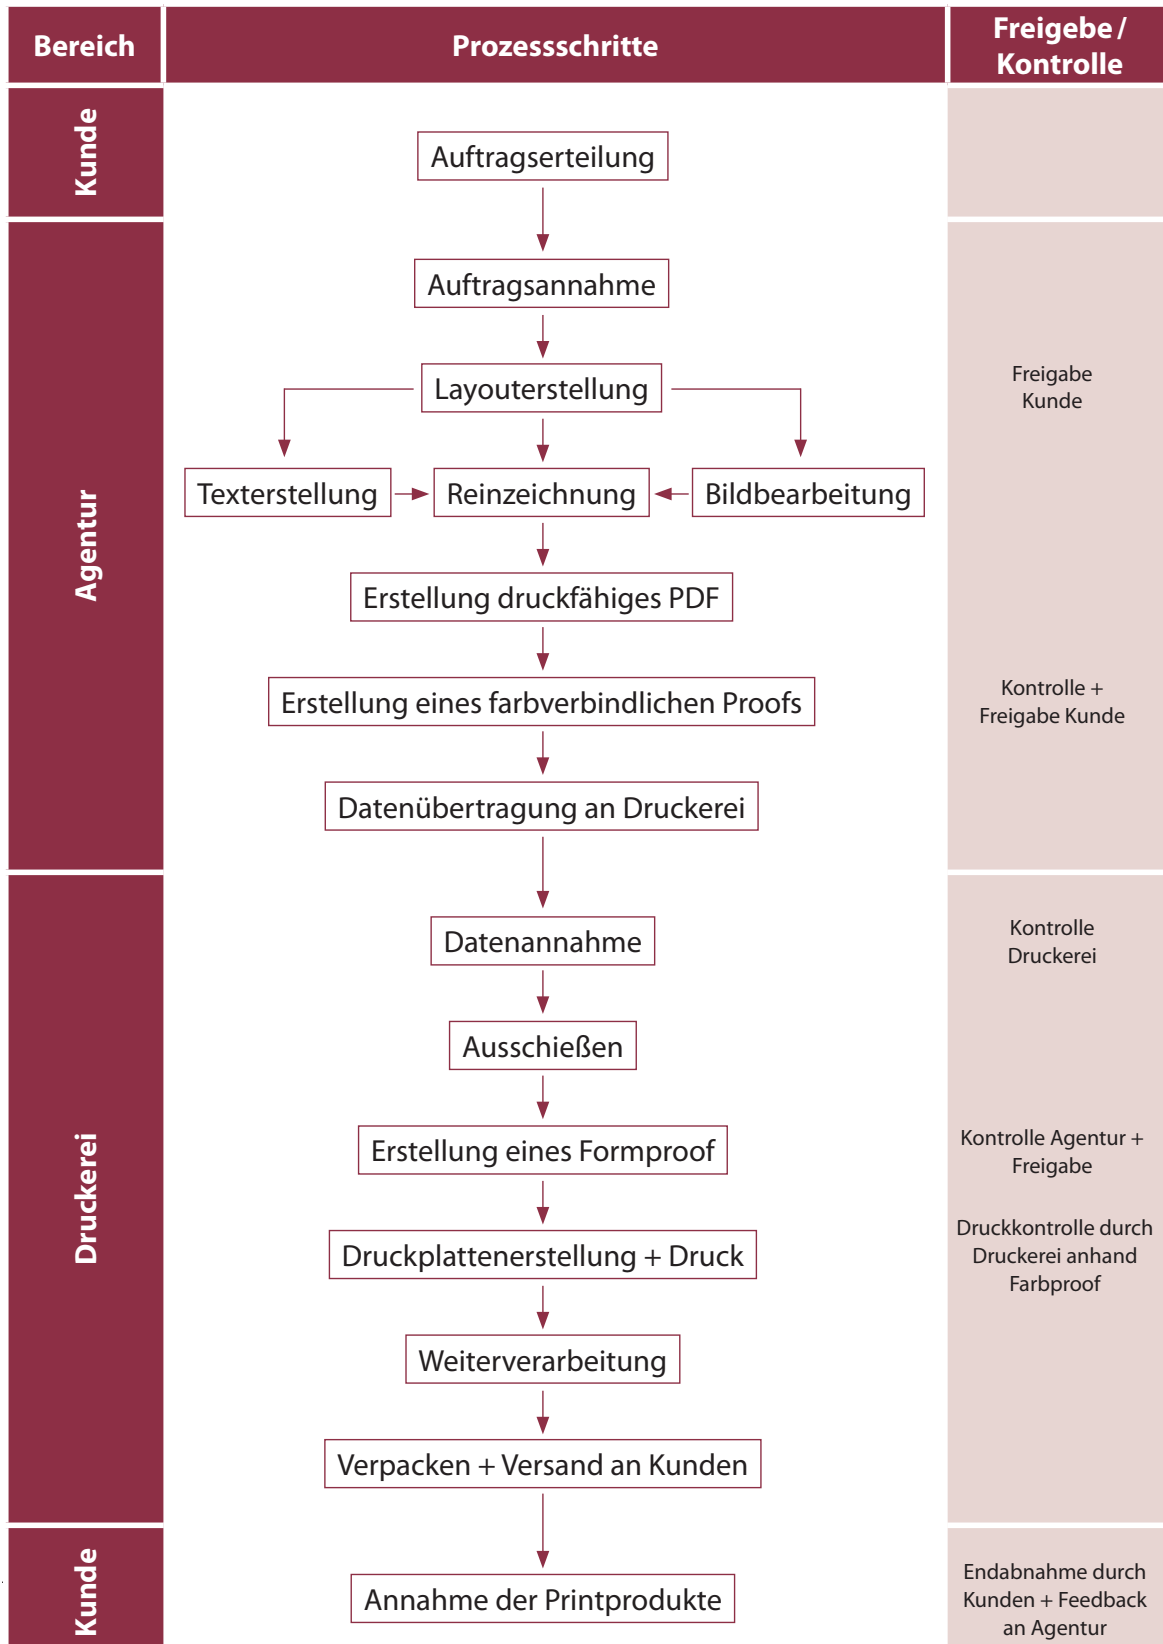 Bereich
Prozessschritte
Freigebe /
Kontrolle
Kunde
Auftragserteilung
Agentur
Auftragsannahme
Layouterstellung
Freigabe
Kunde
Texterstellung
Reinzeichnung
Bildbearbeitung
Erstellung druckfähiges PDF
Erstellung eines farbverbindlichen Proofs
Kontrolle +
Freigabe Kunde
Datenübertragung an Druckerei
Druckerei
Datenannahme
Kontrolle
Druckerei
Ausschießen
Erstellung eines Formproof
Kontrolle Agentur +
Freigabe
Druckplattenerstellung + Druck
Druckkontrolle durch
Druckerei anhand
Farbproof
Weiterverarbeitung
Verpacken + Versand an Kunden
Kunde
Annahme der Printprodukte
Endabnahme durch
Kunden + Feedback
an Agentur